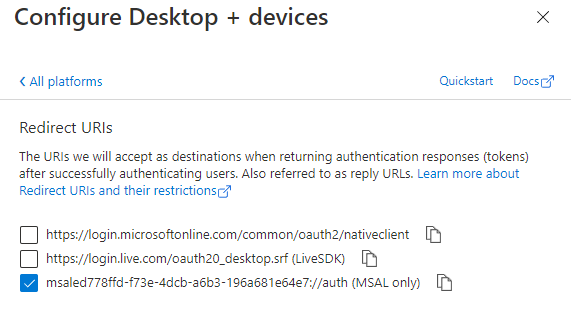 Configure Desktop + devices
All platforms
Quickstart
Docs
Redirect URIs
The URIs we will accept as destinations when returning authentication responses (tokens)
after successfully authenticating users. Also referred to as reply URLs. Learn more about
Redirect URIs and their restrictions
https://login.microsoftonline.com/common/oauth2/nativeclient
https://login.live.com/oauth20_desktop.srf (LiveSDK)
msaled778ffd-f73e-4dcb-a6b3-196a681e64e7://auth (MSAL only)